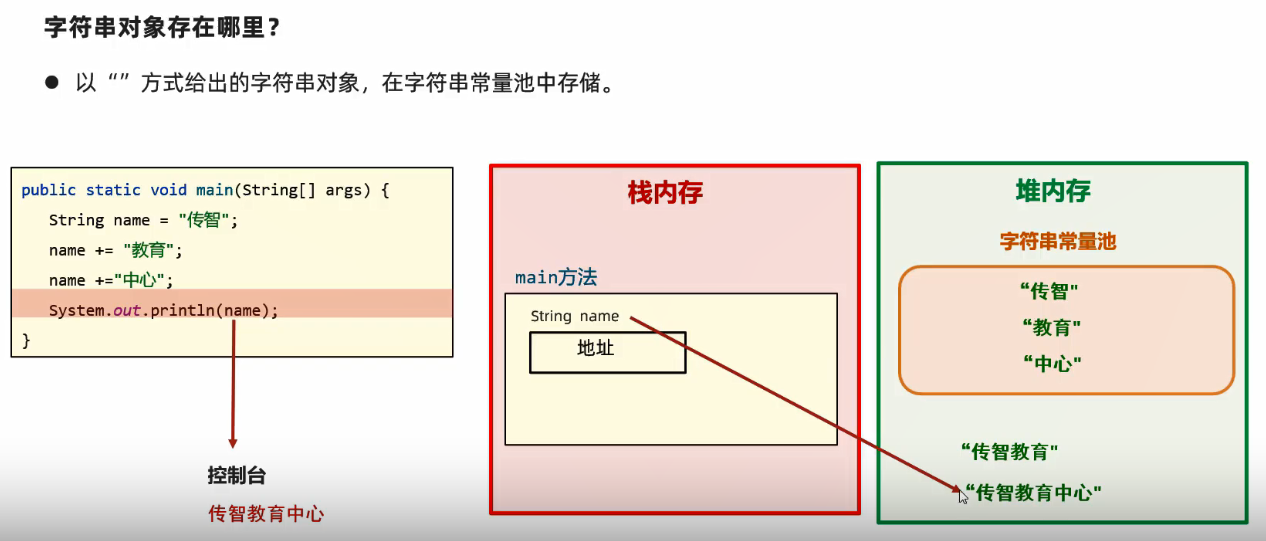 字符串对象存在哪里？
● 以“”方式给出的字符串对象，在字符串常量池中存储。
public static void main(String[] args) {
String name = "传智";
name += "教育";
name +="中心";
System.out.println(name);
}
控制台
传智教育中心
栈内存
main方法
String name
地址
堆内存
字符串常量池
“传智"
“教育"
“中心"
“传智教育"
“传智教育中心"